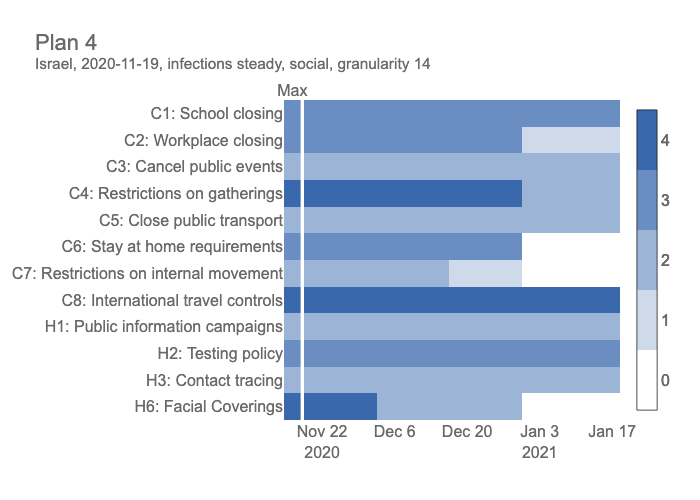 Plan 4
Israel, 2020-11-19, infections steady, social, granularity 14
Max
C1: School closing
C2: Workplace closing
C3: Cancel public events
C4: Restrictions on gatherings
C5: Close public transport
C6: Stay at home requirements
C7: Restrictions on internal movement
C8: International travel controls
H1: Public information campaigns
H2: Testing policy
H3: Contact tracing
H6: Facial Coverings
Nov 22 Dec 6 Dec 20 Jan 3 Jan 17
2020 2021
4
3
2
1
0